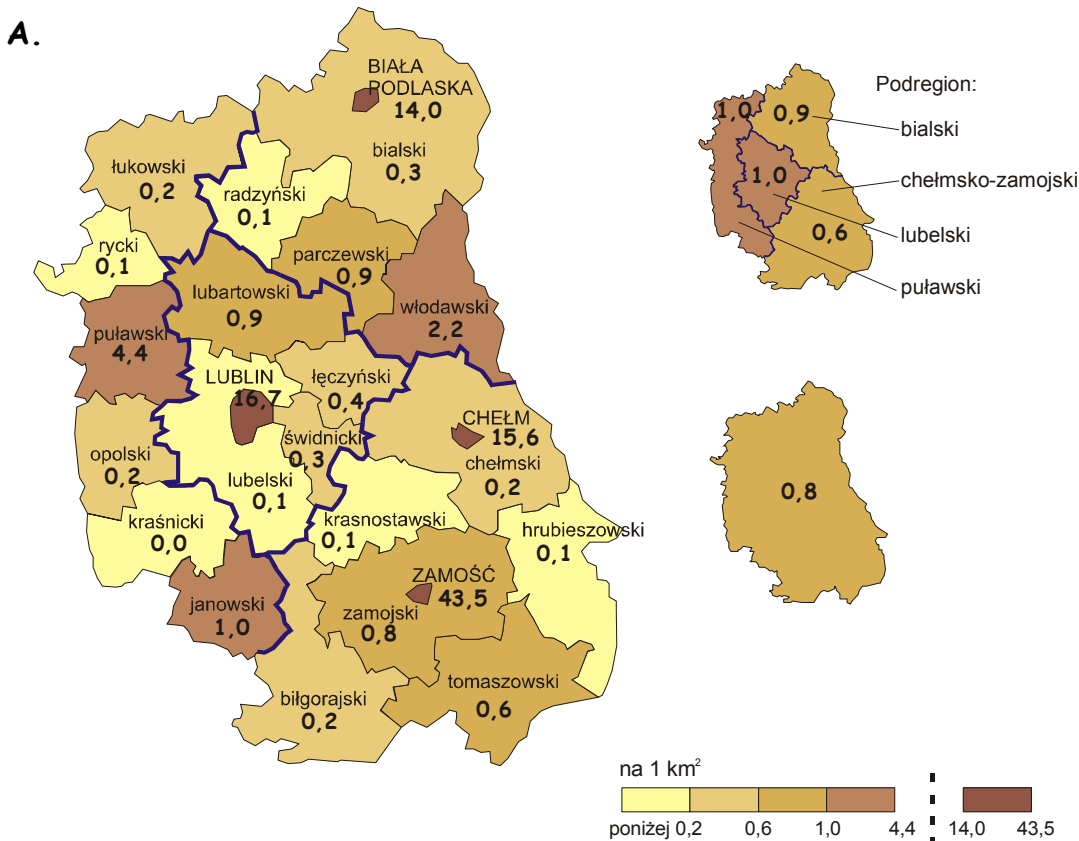 A.
BIAŁA
PODLASKA
14,0
bialski
0,3
łukowski
0,2
radzyński
0,1
rycki
0,1
parczewski
0,9
lubartowski
0,9
włodawski
2,2
puławski
4,4
LUBLIN
16,7
łęczyński
0,4
CHEŁM
15,6
chełmski
0,2
świdnicki
0,3
opolski
0,2
lubelski
0,1
kraśnicki
0,0
krasnostawski
0,1
hrubieszowski
0,1
ZAMOŚĆ
43,5
janowski
1,0
zamojski
0,8
tomaszowski
0,6
biłgorajski
0,2
Podregion:
1,0
0,9
bialski
1,0
chełmsko-zamojski
0,6
lubelski
puławski
0,8
na 1 km²
poniżej 0,2 0,6 1,0 4,4 14,0 43,5